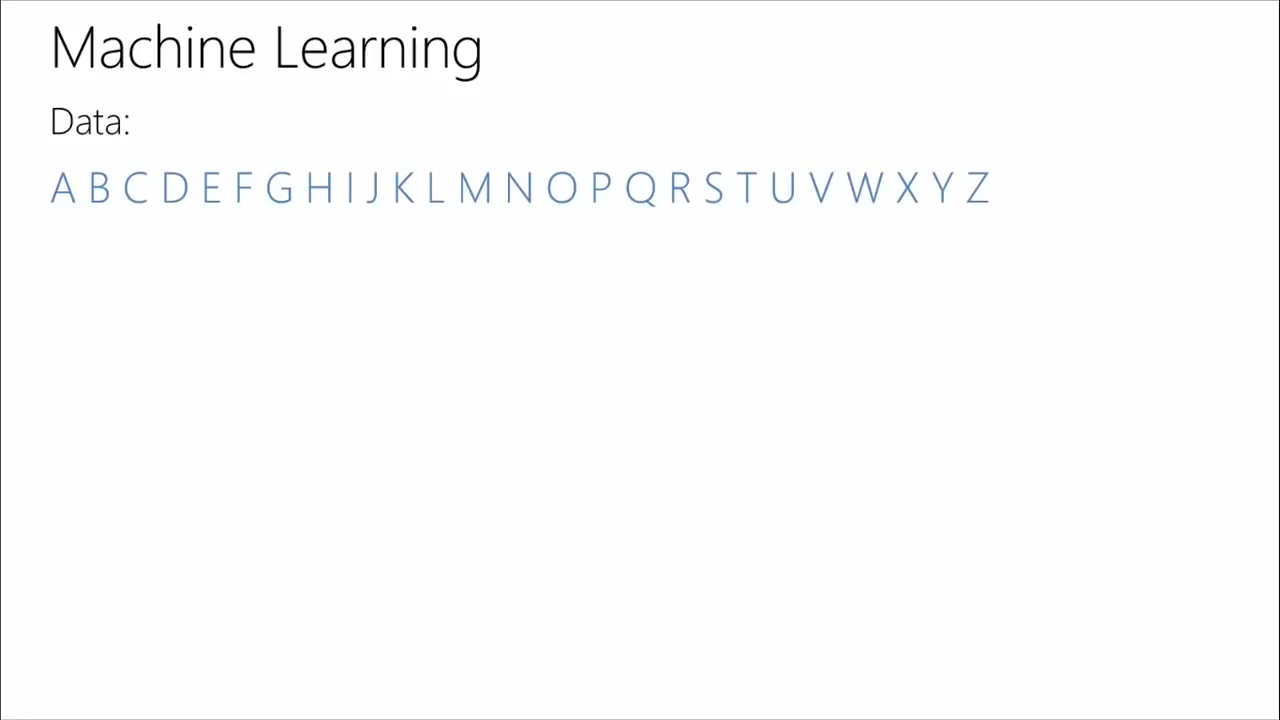 Machine Learning
Data:
A B C D E F G H I J K L M N O P Q R S T U V W X Y Z